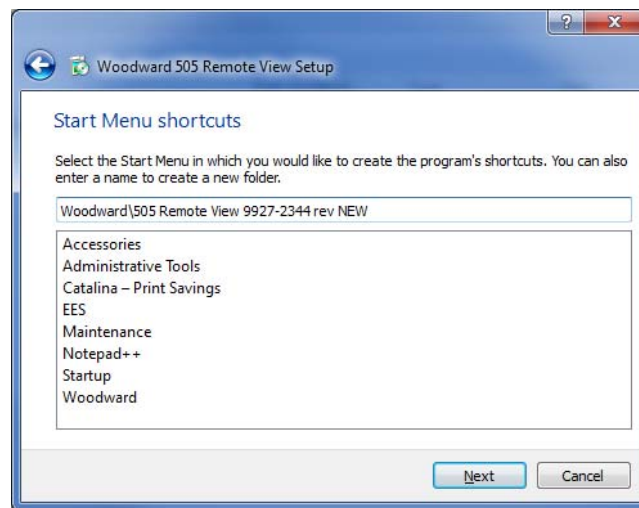 ?
X
Woodward 505 Remote View Setup
Start Menu shortcuts
Select the Start Menu in which you would like to create the program's shortcuts. You can also
enter a name to create a new folder.
Woodward\505 Remote View 9927-2344 rev NEW
Accessories
Administrative Tools
Catalina – Print Savings
EES
Maintenance
Notepad++
Startup
Woodward
Next
Cancel